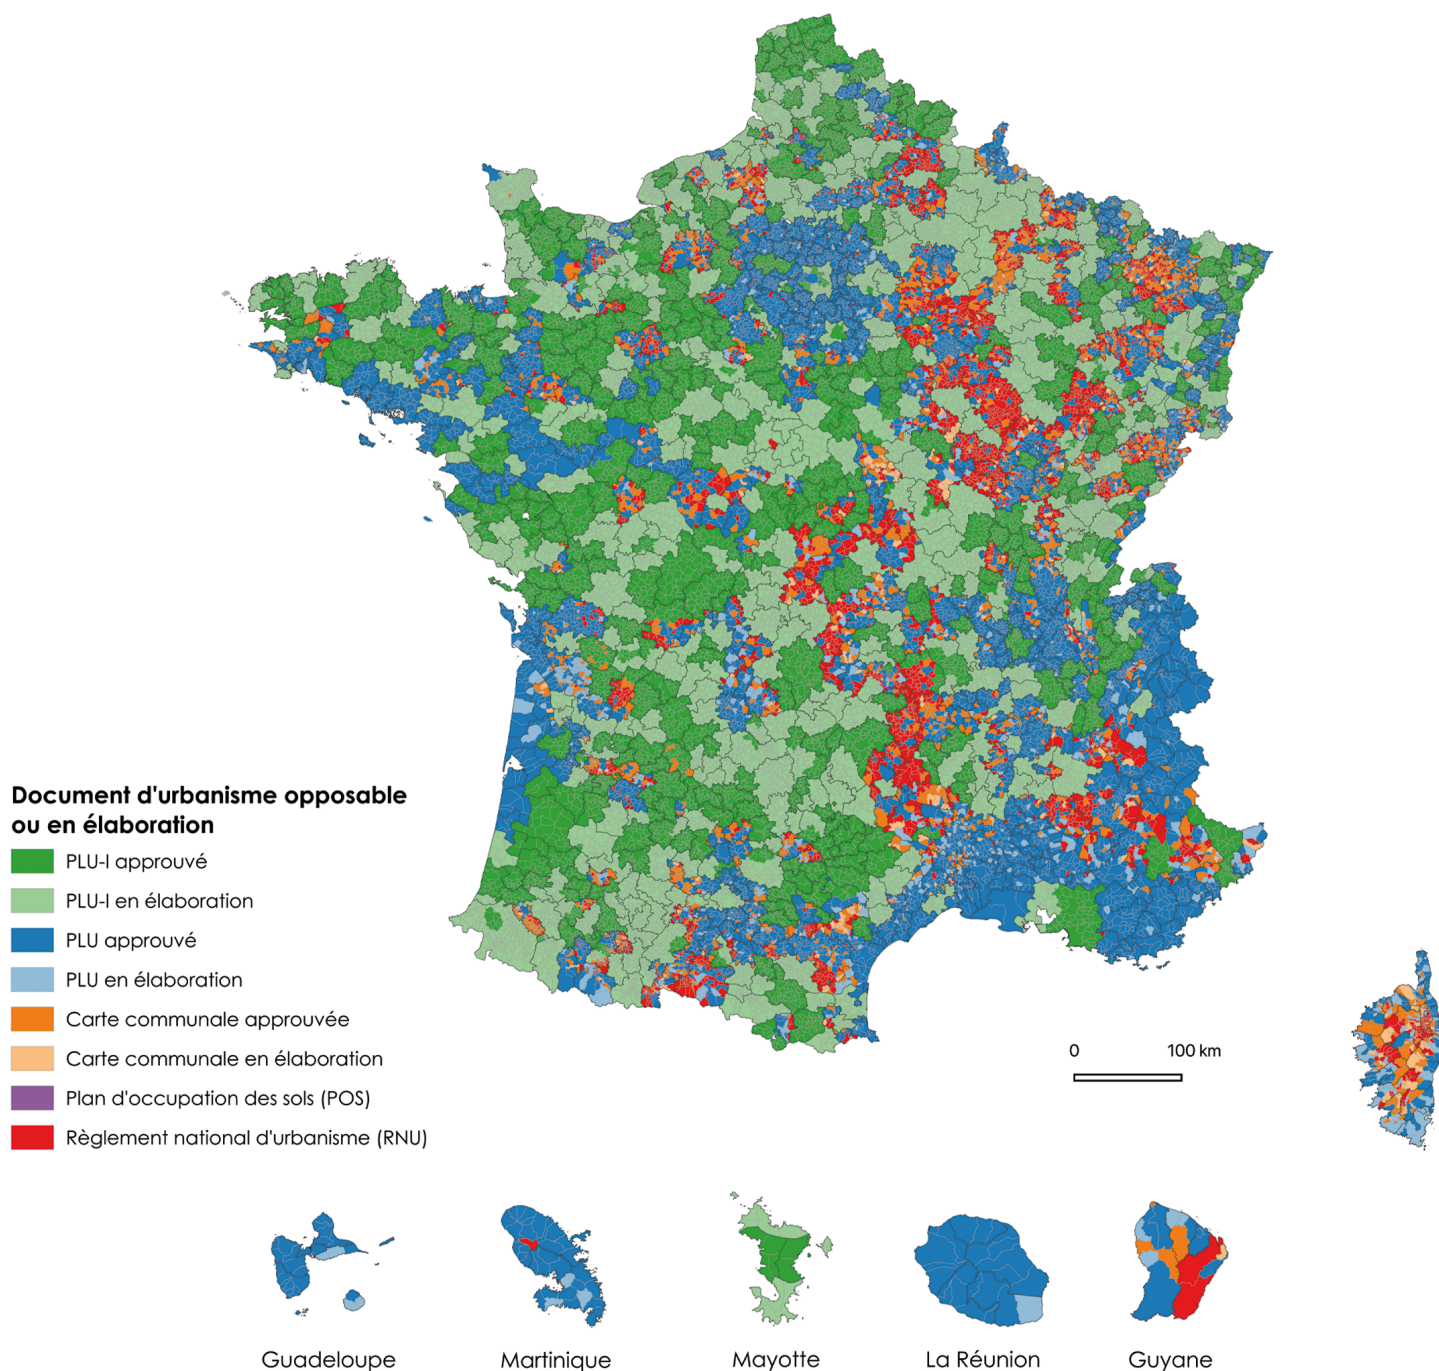 Document d'urbanisme opposable
ou en élaboration
PLU-I approuvé
PLU-I en élaboration
PLU approuvé
PLU en élaboration
Carte communale approuvée
Carte communale en élaboration
Plan d'occupation des sols (POS)
Règlement national d'urbanisme (RNU)
0 100 km
Guadeloupe
Martinique
Mayotte
La Réunion
Guyane